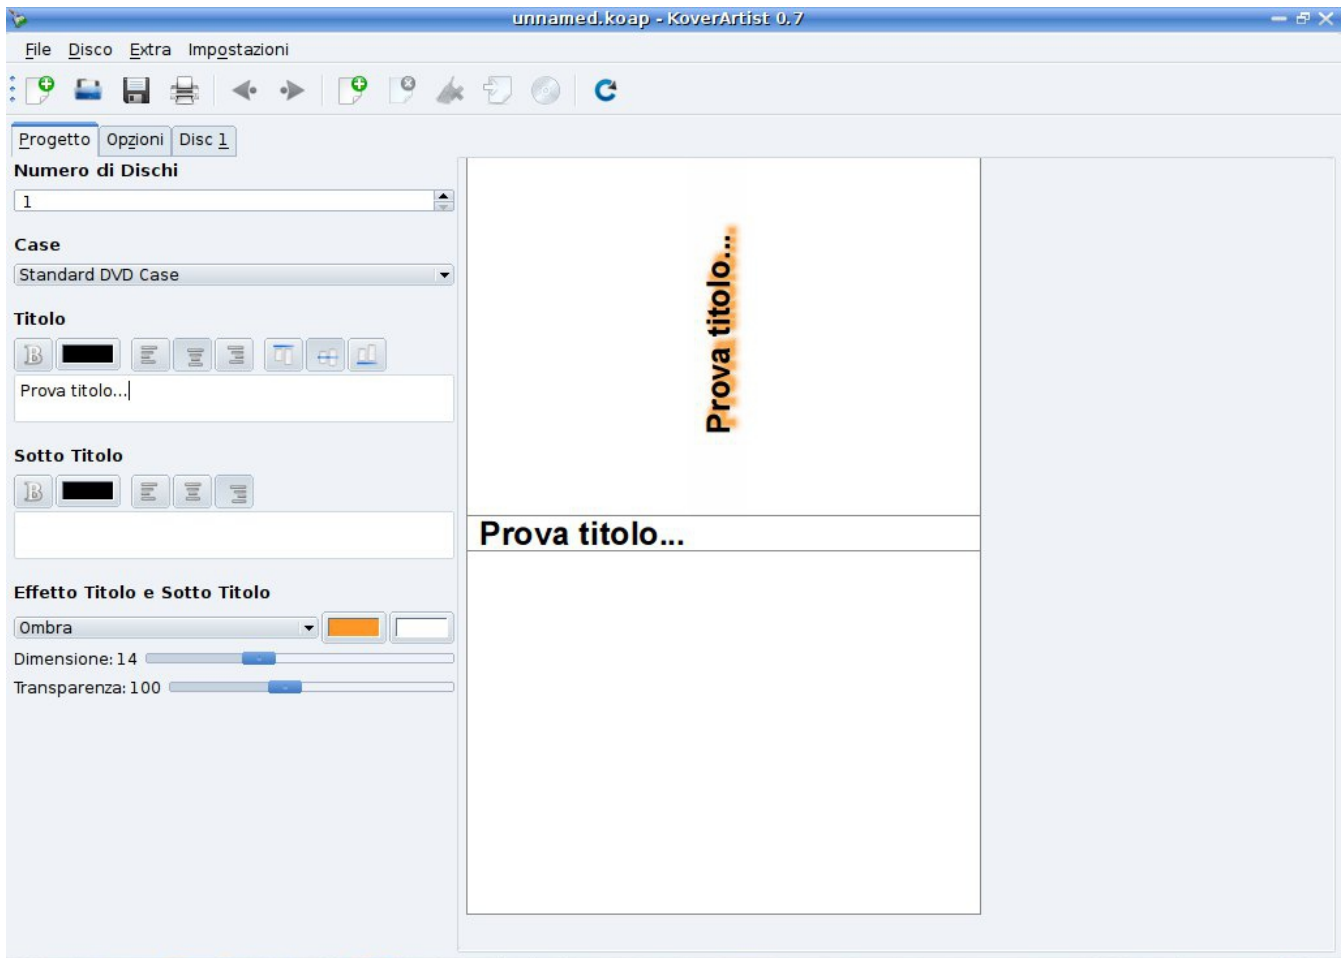 unnamed.koap - KoverArtist 0.7
File Disco Extra Impostazioni
Progetto Opzioni Disc 1
Numero di Dischi
1
Case
Standard DVD Case
Titolo
B
Prova titolo...
Sotto Titolo
B
Effetto Titolo e Sotto Titolo
Ombra
Dimensione: 14
Transparenza: 100
Prova titolo...
Prova titolo...